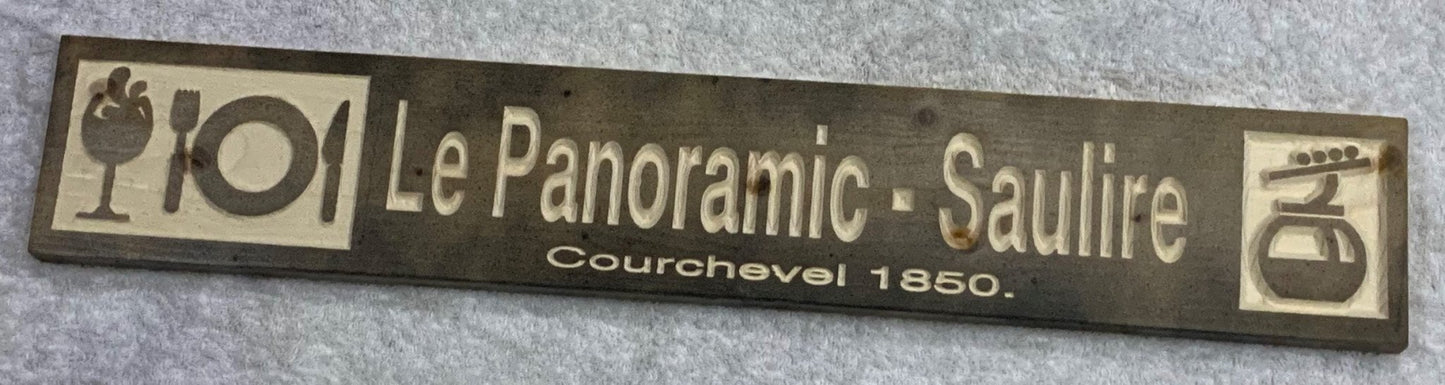 Le Panoramic - Saulire
Courchevel 1850.